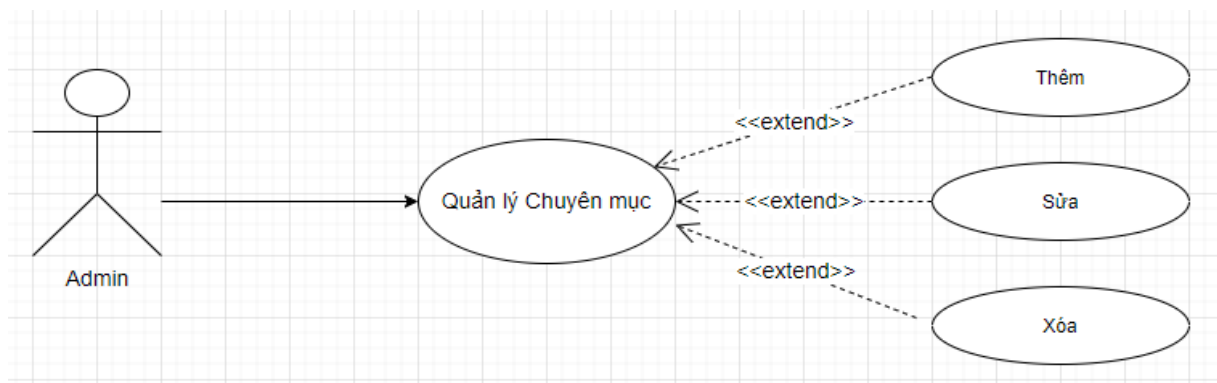 Thêm
<<extend>>
Quản lý Chuyên mục
<<extend>>
Sửa
<<extend>>
Admin
Xóa